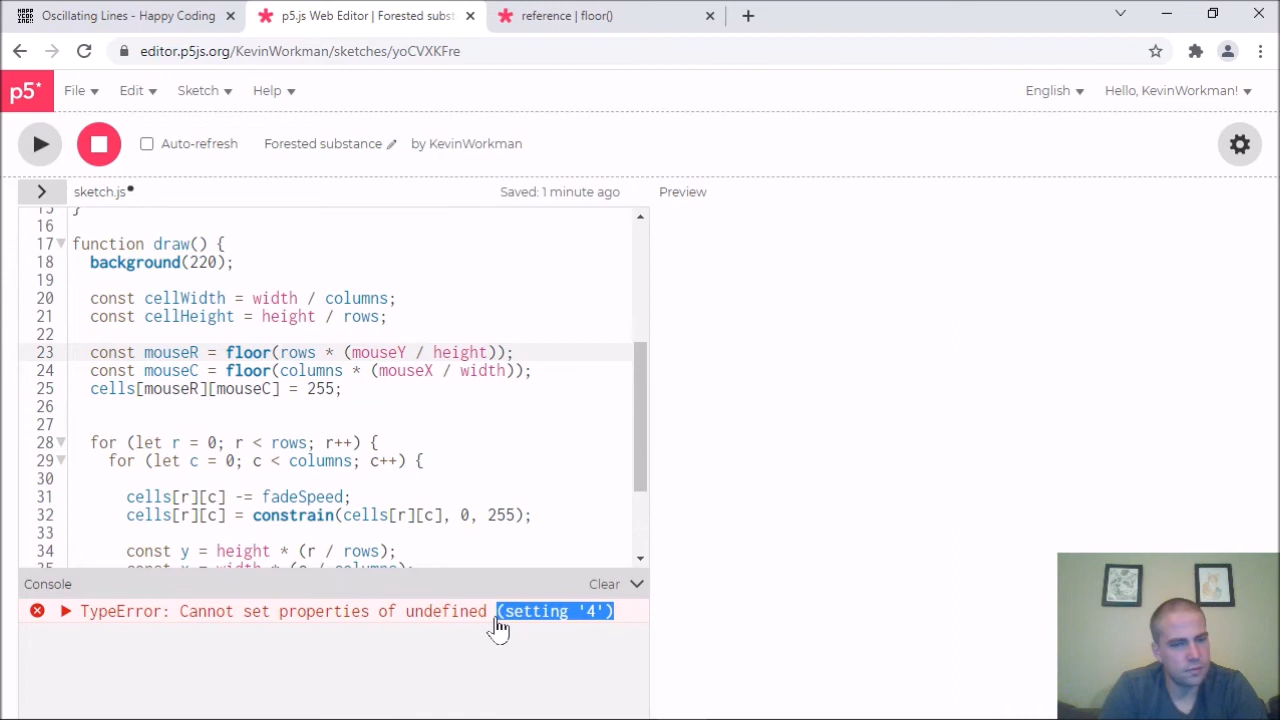 Oscillating Lines - Happy Coding
p5.js Web Editor | Forested subst
reference | floor()
editor.p5js.org/KevinWorkman/sketches/yoCVXKFre
p5* File Edit Sketch Help English Hello, KevinWorkman!
Auto-refresh Forested substance by KevinWorkman
sketch.js Saved: 1 minute ago Preview
15 }
16
17 function draw() {
18 background(220);
19
20 const cellWidth = width / columns;
21 const cellHeight = height / rows;
22
23 const mouseR = floor(rows * (mouseY / height));
24 const mouseC = floor(columns * (mouseX / width));
25 cells[mouseR][mouseC] = 255;
26
27
28 for (let r = 0; r < rows; r++) {
29 for (let c = 0; c < columns; c++) {
30
31 cells[r][c] -= fadeSpeed;
32 cells[r][c] = constrain(cells[r][c], 0, 255);
33
34 const y = height * (r / rows);
35 const x = width * (c / columns);
Console Clear
TypeError: Cannot set properties of undefined (setting '4')